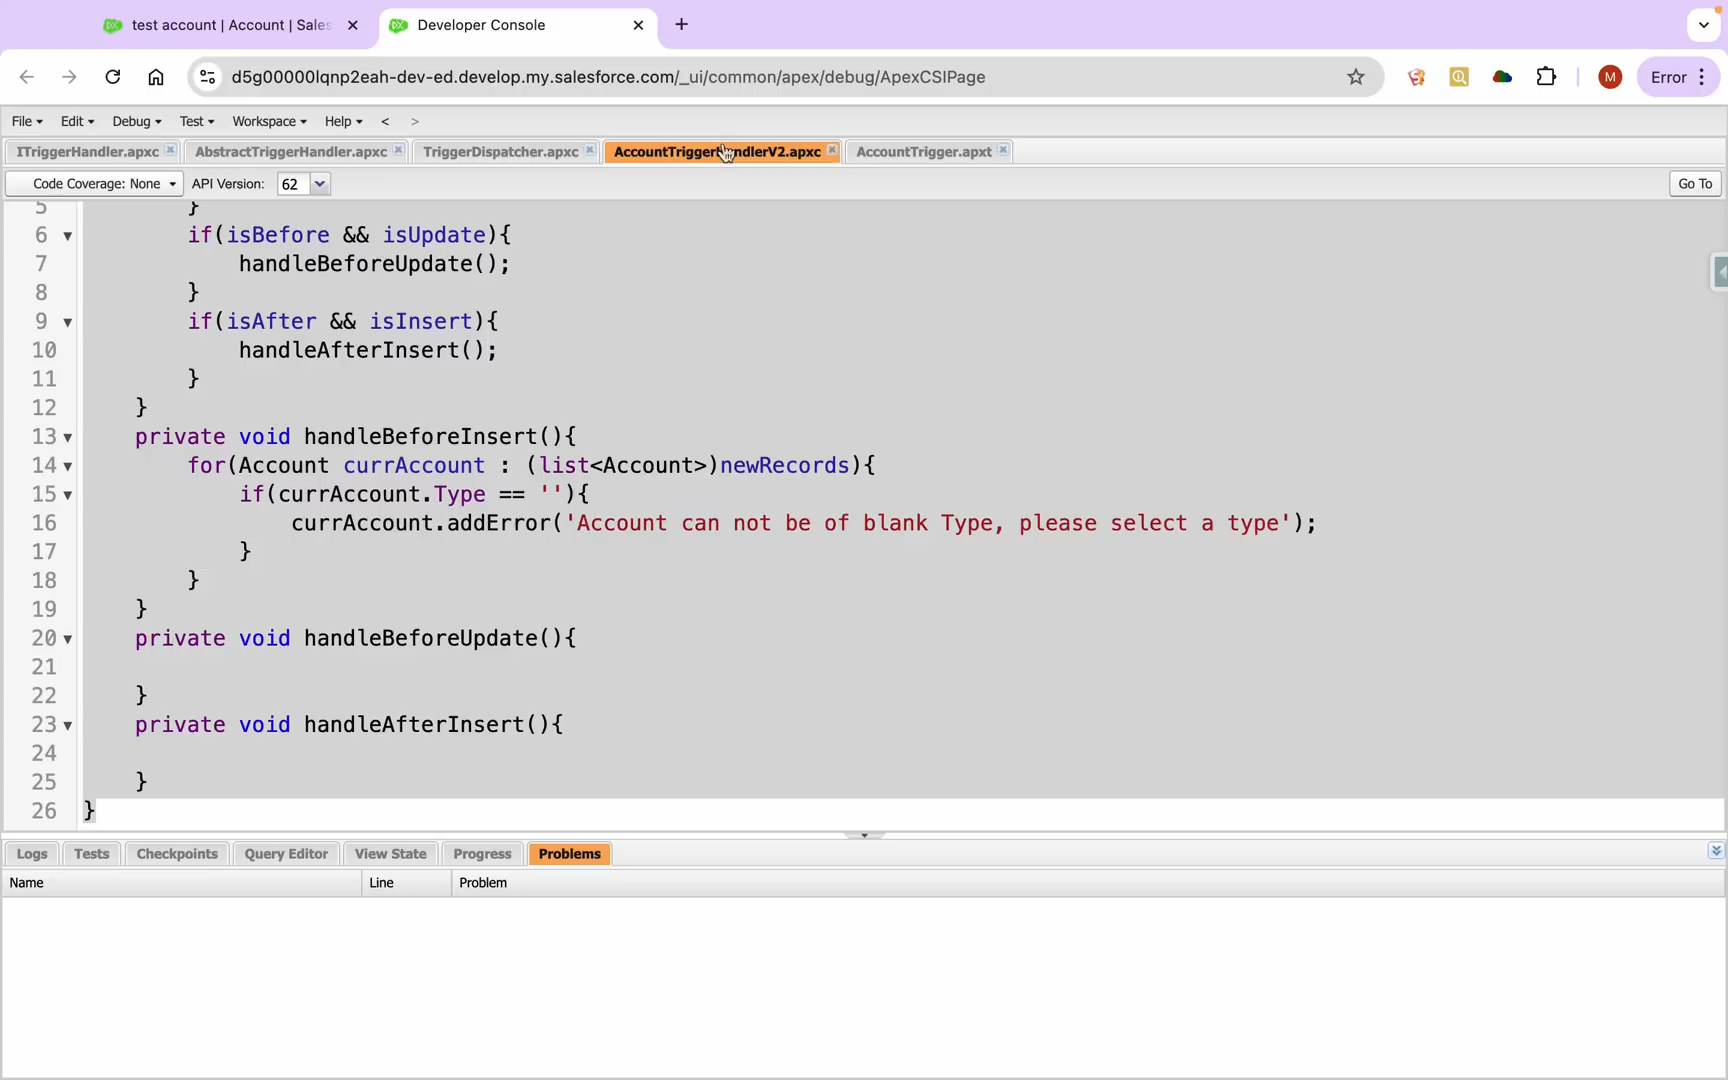 test account | Account | Sales
Developer Console
d5g00000lqnp2eah-dev-ed.develop.my.salesforce.com/_ui/common/apex/debug/ApexCSIPage
M
Error
File Edit Debug Test Workspace Help < >
ITriggerHandler.apxc AbstractTriggerHandler.apxc TriggerDispatcher.apxc AccountTriggerHandlerV2.apxc AccountTrigger.apxt
Code Coverage: None API Version: 62 Go To
5 }
6 if(isBefore && isUpdate){
7 handleBeforeUpdate();
8 }
9 if(isAfter && isInsert){
10 handleAfterInsert();
11 }
12 }
13 private void handleBeforeInsert(){
14 for(Account currAccount : (list<Account>)newRecords){
15 if(currAccount.Type == ''){
16 currAccount.addError('Account can not be of blank Type, please select a type');
17 }
18 }
19 }
20 private void handleBeforeUpdate(){
21
22 }
23 private void handleAfterInsert(){
24
25 }
26 }
Logs Tests Checkpoints Query Editor View State Progress Problems
Name Line Problem